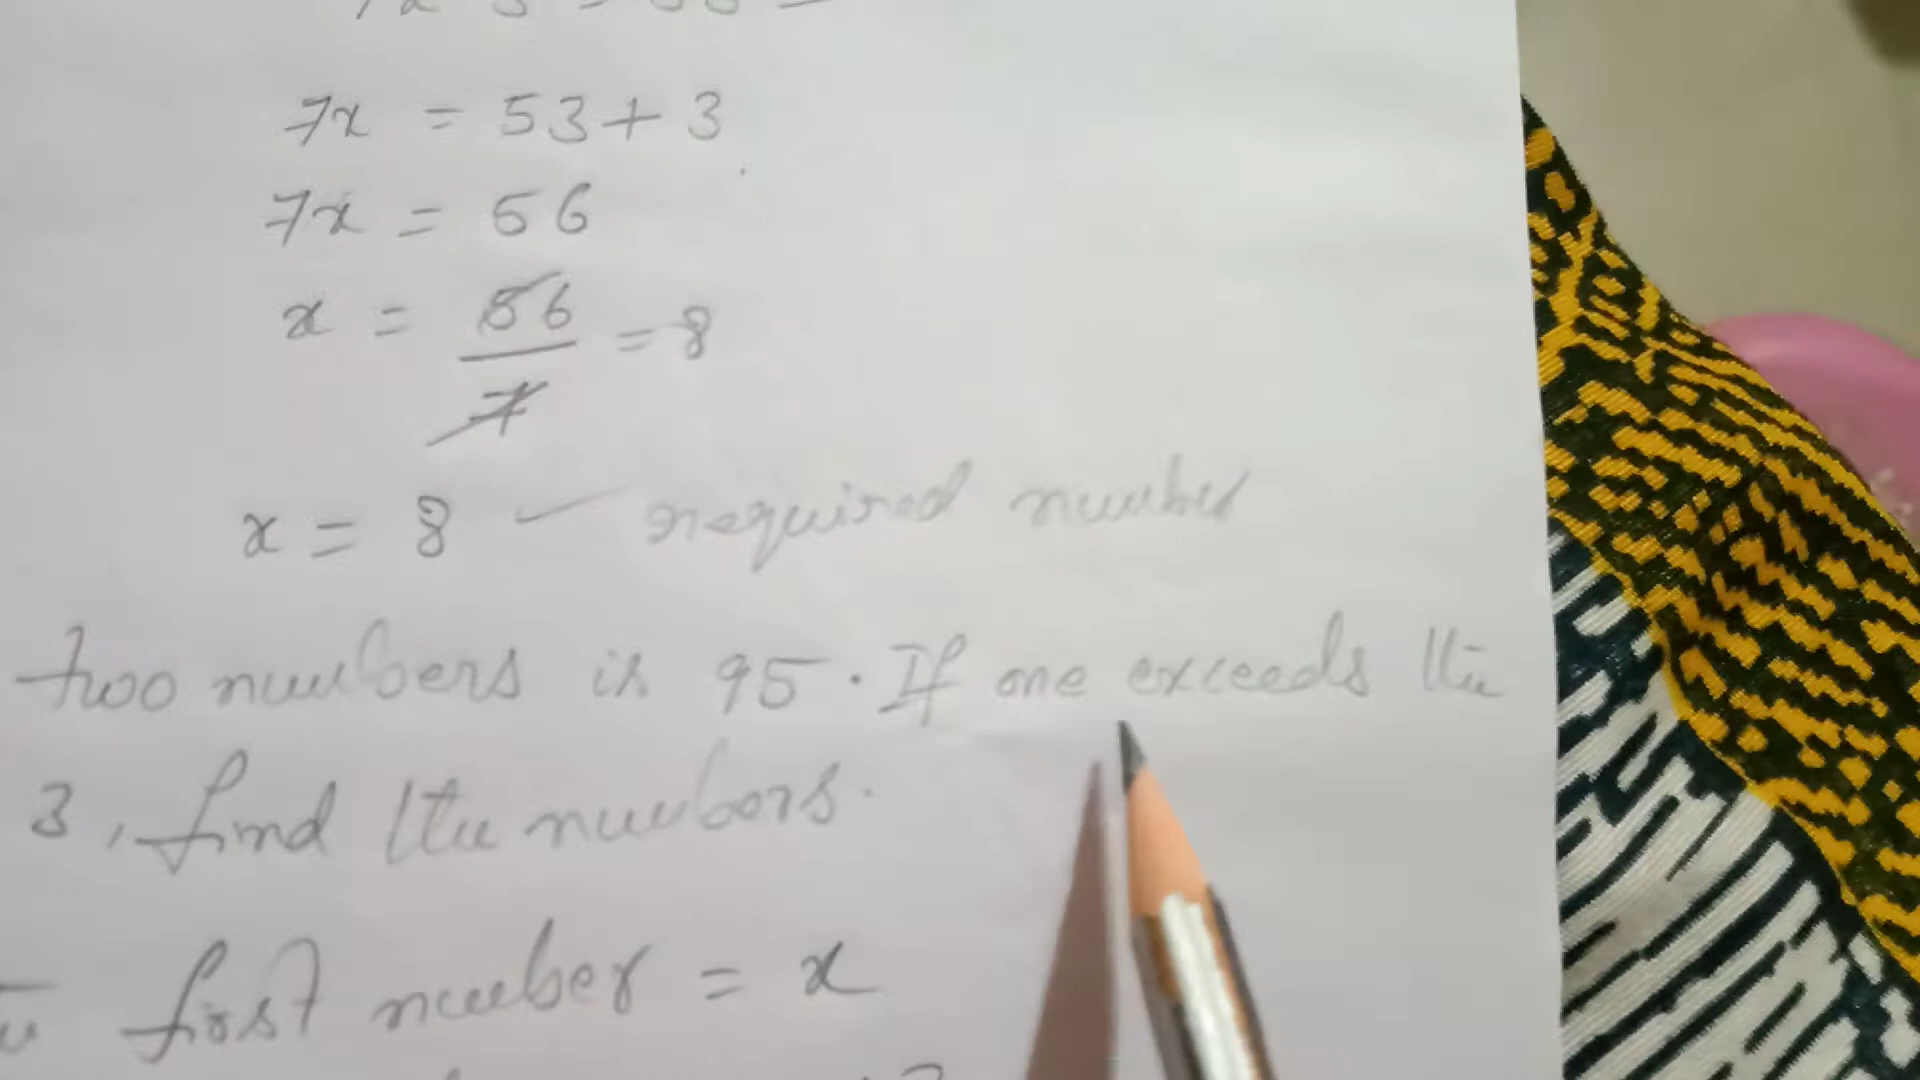 7x = 53 + 3
7x = 56
x = 56/7 = 8
x = 8 required number
two numbers is 95. If one exceeds the
3, find the numbers.
first number = x